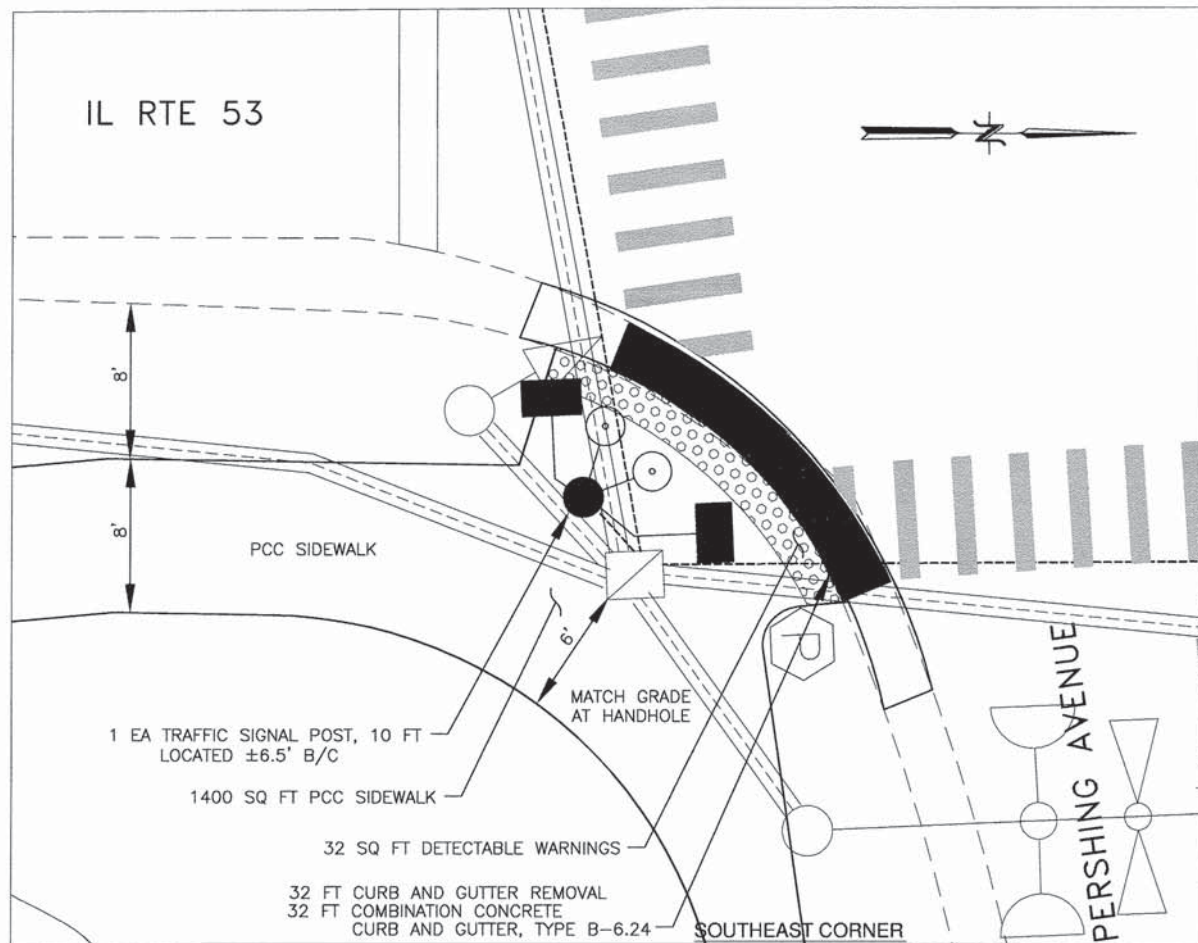 IL RTE 53
N
8'
8'
PCC SIDEWALK
6'
P
MATCH GRADE
AT HANDHOLE
1 EA TRAFFIC SIGNAL POST, 10 FT
LOCATED ±6.5' B/C
1400 SQ FT PCC SIDEWALK
32 SQ FT DETECTABLE WARNINGS
32 FT CURB AND GUTTER REMOVAL
32 FT COMBINATION CONCRETE
CURB AND GUTTER, TYPE B-6.24
SOUTHEAST CORNER
PERSHING AVENUE